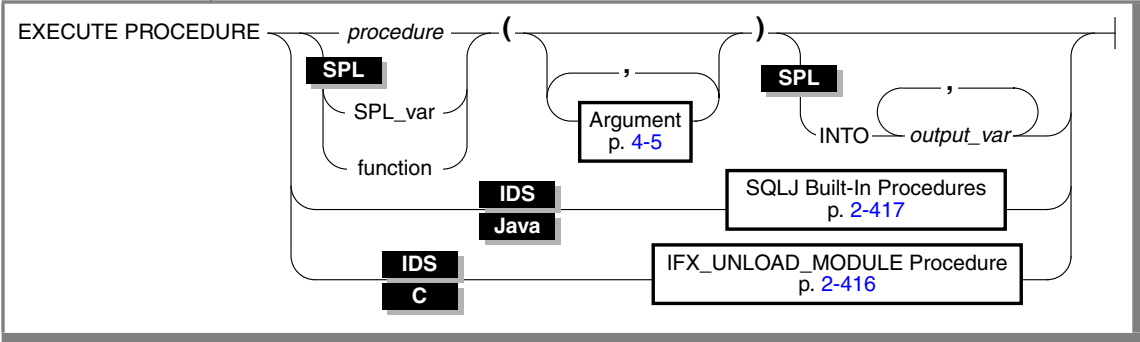 EXECUTE PROCEDURE procedure ( )
SPL
SPL_var
function
,
Argument
p. 4-5
SPL
,
INTO output_var
IDS
Java
SQLJ Built-In Procedures
p. 2-417
IDS
C
IFX_UNLOAD_MODULE Procedure
p. 2-416